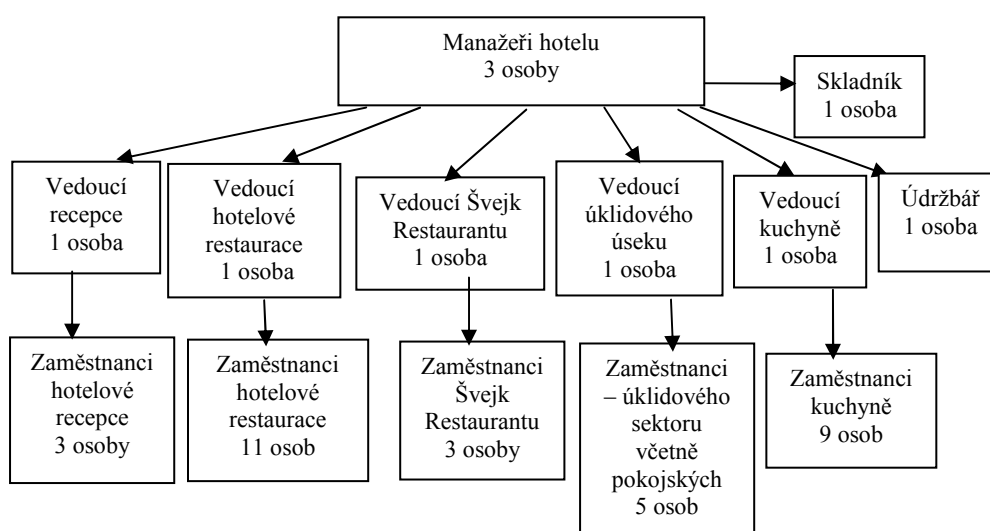 Manažeři hotelu
3 osoby
Skladník
1 osoba
Vedoucí
recepce
1 osoba
Vedoucí
hotelové
restaurace
1 osoba
Vedoucí Švejk
Restaurantu
1 osoba
Vedoucí
úklidového
úseku
1 osoba
Vedoucí
kuchyně
1 osoba
Údržbář
1 osoba
Zaměstnanci
hotelové
recepce
3 osoby
Zaměstnanci
hotelové
restaurace
11 osob
Zaměstnanci
Švejk
Restaurantu
3 osoby
Zaměstnanci
– úklidového
sektoru
včetně
pokojských
5 osob
Zaměstnanci
kuchyně
9 osob